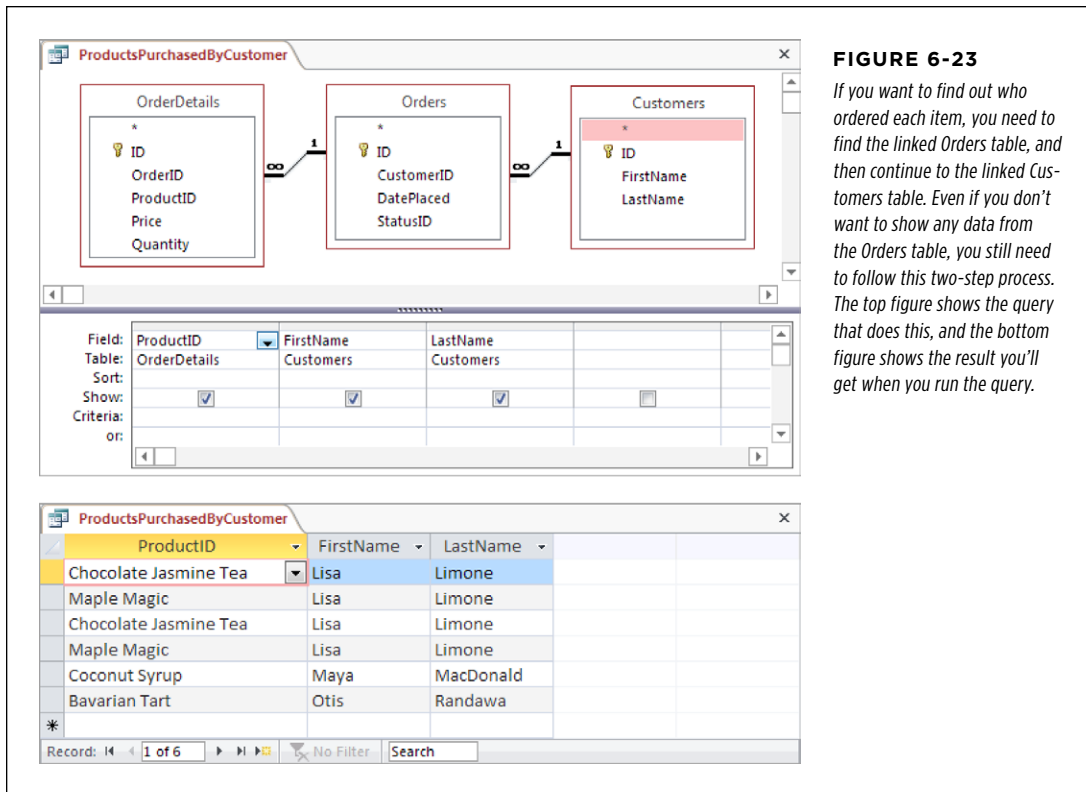 ProductsPurchasedByCustomer
OrderDetails
*
ID
OrderID
ProductID
Price
Quantity
∞
1
Orders
*
ID
CustomerID
DatePlaced
StatusID
∞
1
Customers
*
ID
FirstName
LastName
Field: ProductID FirstName LastName
Table: OrderDetails Customers Customers
Sort:
Show:
Criteria:
or:
ProductsPurchasedByCustomer
ProductID FirstName LastName
Chocolate Jasmine Tea Lisa Limone
Maple Magic Lisa Limone
Chocolate Jasmine Tea Lisa Limone
Maple Magic Lisa Limone
Coconut Syrup Maya MacDonald
Bavarian Tart Otis Randawa
*
Record: 1 of 6 No Filter Search
FIGURE 6-23
If you want to find out who
ordered each item, you need to
find the linked Orders table, and
then continue to the linked Cus-
tomers table. Even if you don't
want to show any data from
the Orders table, you still need
to follow this two-step process.
The top figure shows the query
that does this, and the bottom
figure shows the result you'll
get when you run the query.